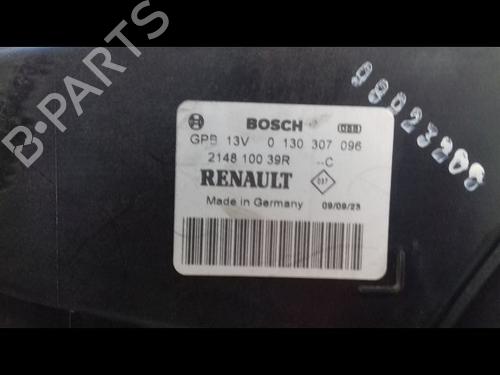 B-PARTS
BOSCH
GPB 13V 0 130 307 096
2148 100 39R --C
RENAULT
Made in Germany 09/09/23